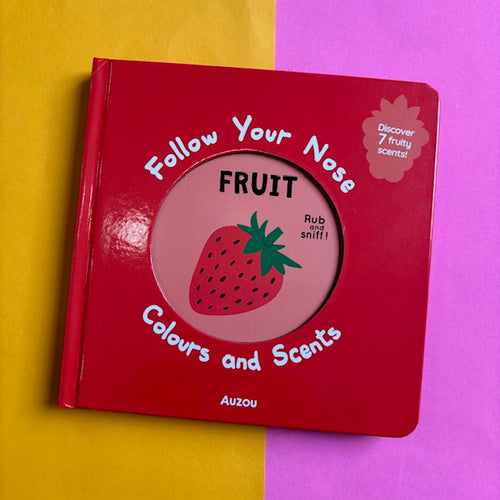 Follow Your Nose
FRUIT
Rub
and
sniff!
Colours and Scents
Discover
7 fruity
scents!
AUZOU